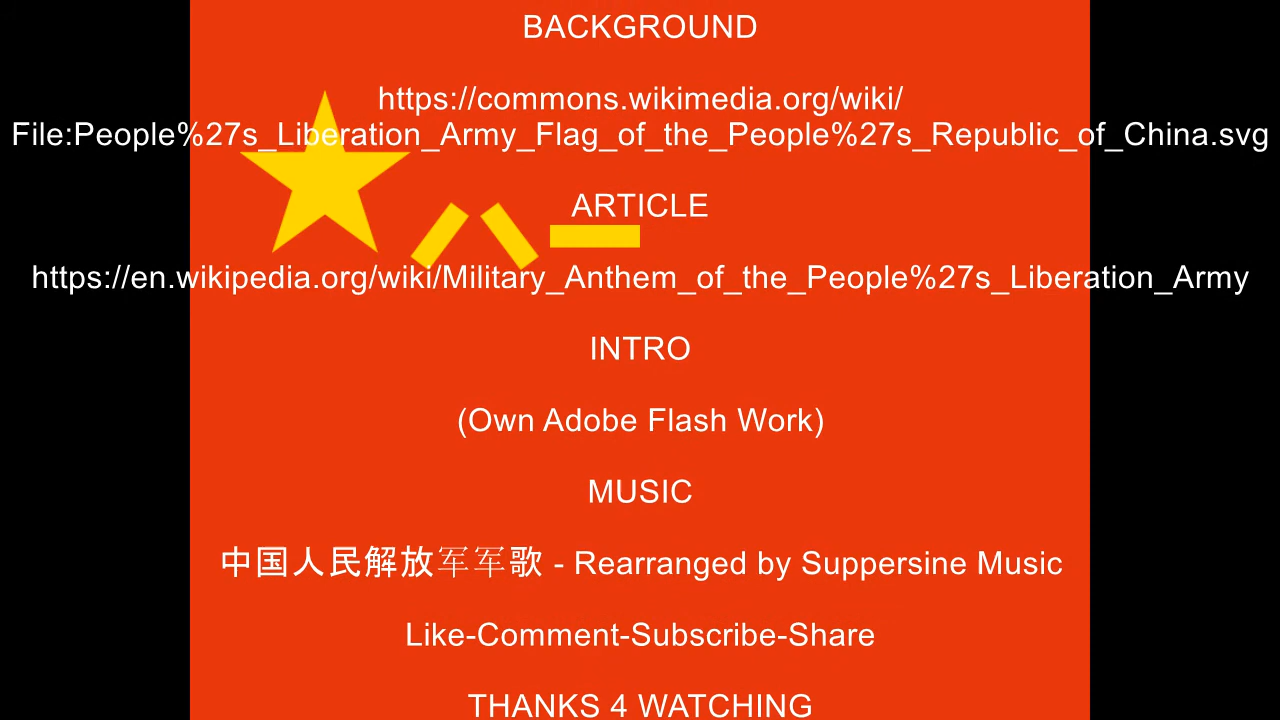 BACKGROUND
https://commons.wikimedia.org/wiki/
File:People%27s_Liberation_Army_Flag_of_the_People%27s_Republic_of_China.svg
ARTICLE
https://en.wikipedia.org/wiki/Military_Anthem_of_the_People%27s_Liberation_Army
INTRO
(Own Adobe Flash Work)
MUSIC
中国人民解放军军歌 - Rearranged by Suppersine Music
Like-Comment-Subscribe-Share
THANKS 4 WATCHING